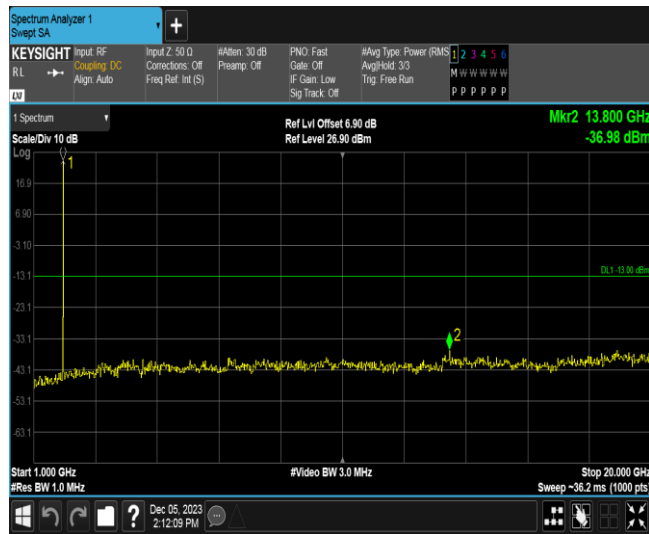 Spectrum Analyzer 1
Swept SA
+
KEYSIGHT
RL
LXI
Input: RF
Coupling: DC
Align: Auto
Input Z: 50 Ω
Corrections: Off
Freq Ref: Int (S)
#Atten: 30 dB
Preamp: Off
PNO: Fast
Gate: Off
IF Gain: Low
Sig Track: Off
#Avg Type: Power (RMS
Avg|Hold: 3/3
Trig: Free Run
1 2 3 4 5 6
M W W W W W
P P P P P P
1 Spectrum
Scale/Div 10 dB
Log
Ref Lvl Offset 6.90 dB
Ref Level 26.90 dBm
Mkr2 13.800 GHz
-36.98 dBm
1
16.9
6.90
-3.10
-13.1
DL1 -13.00 dBm
-23.1
-33.1
2
-43.1
-53.1
-63.1
Start 1.000 GHz
#Res BW 1.0 MHz
#Video BW 3.0 MHz
Stop 20.000 GHz
Sweep ~36.2 ms (1000 pts)
?
Dec 05, 2023
2:12:09 PM